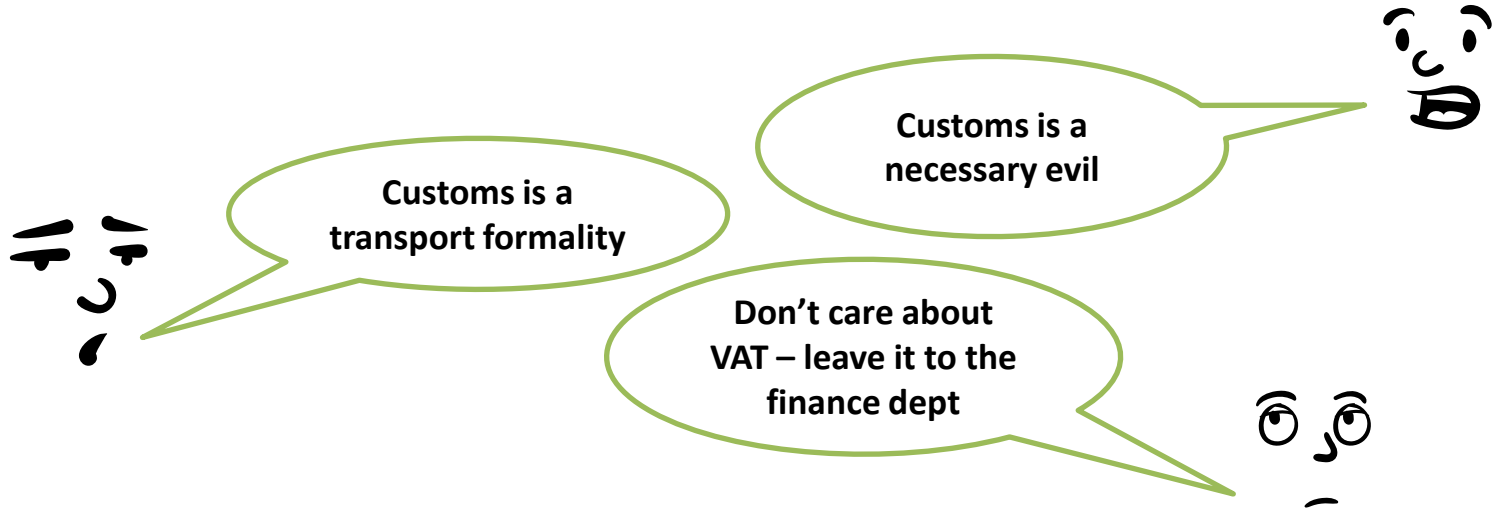 Customs is a
necessary evil
Customs is a
transport formality
Don’t care about
VAT – leave it to the
finance dept